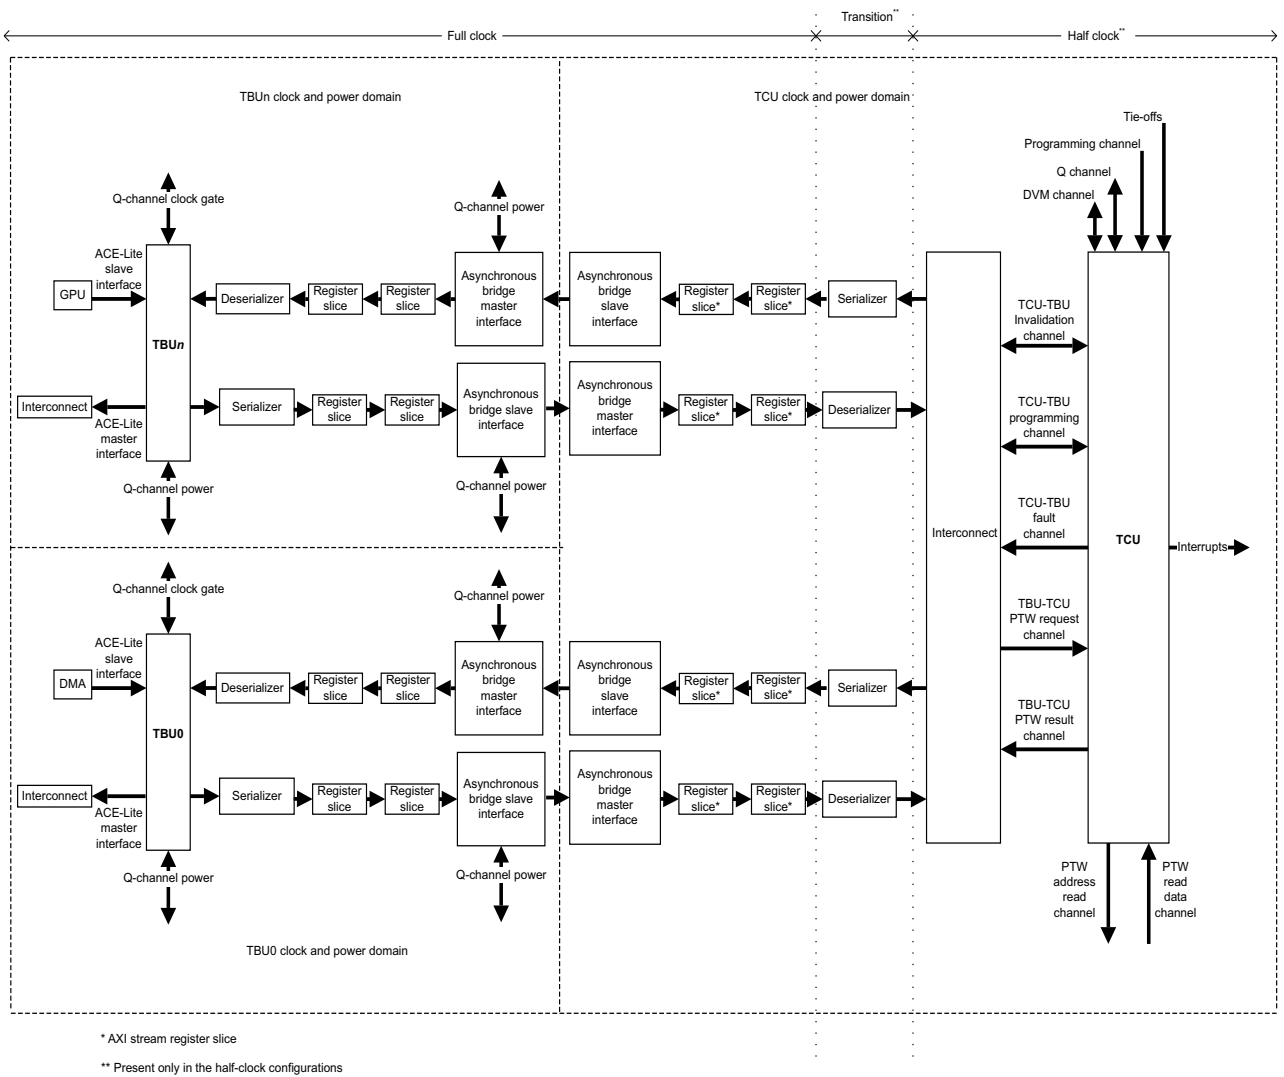 Transition**
Full clock
Half clock**
TBUn clock and power domain
TCU clock and power domain
Tie-offs
Programming channel
Q channel
DVM channel
Q-channel clock gate
Q-channel power
ACE-Lite
slave
interface
GPU
TBUn
Deserializer
Register
slice
Register
slice
Asynchronous
bridge
master
interface
Asynchronous
bridge
slave
interface
Register
slice*
Register
slice*
Serializer
Interconnect
ACE-Lite
master
interface
Serializer
Register
slice
Register
slice
Asynchronous
bridge slave
interface
Asynchronous
bridge
master
interface
Register
slice*
Register
slice*
Deserializer
Q-channel power
Q-channel power
TCU-TBU
Invalidation
channel
TCU-TBU
programming
channel
TCU-TBU
fault
channel
TBU-TCU
PTW request
channel
TBU-TCU
PTW result
channel
Interconnect
TCU
Interrupts
Q-channel clock gate
Q-channel power
ACE-Lite
slave
interface
DMA
TBU0
Deserializer
Register
slice
Register
slice
Asynchronous
bridge
master
interface
Asynchronous
bridge
slave
interface
Register
slice*
Register
slice*
Serializer
Interconnect
ACE-Lite
master
interface
Serializer
Register
slice
Register
slice
Asynchronous
bridge slave
interface
Asynchronous
bridge
master
interface
Register
slice*
Register
slice*
Deserializer
Q-channel power
Q-channel power
PTW
address
read
channel
PTW
read
data
channel
TBU0 clock and power domain
* AXI stream register slice
** Present only in the half-clock configurations